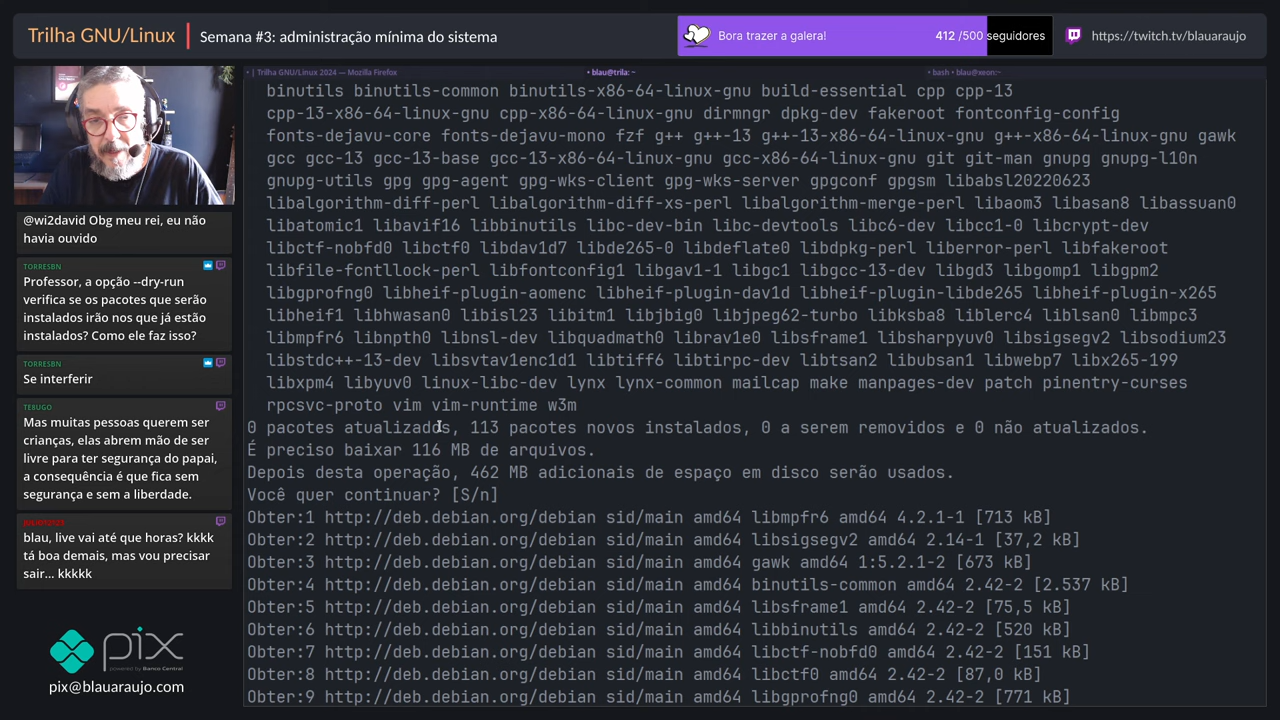 Trilha GNU/Linux
Semana #3: administração mínima do sistema
Bora trazer a galera!
412 /500 seguidores
https://twitch.tv/blauaraujo
| Trilha GNU/Linux 2024 — Mozilla Firefox
blau@trila: ~
bash • blau@xeon:~
@wi2david Obg meu rei, eu não
havia ouvido
TORRESBN
Professor, a opção --dry-run
verifica se os pacotes que serão
instalados irão nos que já estão
instalados? Como ele faz isso?
TORRESBN
Se interferir
TEBUGO
Mas muitas pessoas querem ser
crianças, elas abrem mão de ser
livre para ter segurança do papai,
a consequência é que fica sem
segurança e sem a liberdade.
blau, live vai até que horas? kkkk
tá boa demais, mas vou precisar
sair... kkkkk
pix
powered by Banco Central
pix@blauaraujo.com
binutils binutils-common binutils-x86-64-linux-gnu build-essential cpp cpp-13
cpp-13-x86-64-linux-gnu cpp-x86-64-linux-gnu dirmngr dpkg-dev fakeroot fontconfig-config
fonts-dejavu-core fonts-dejavu-mono fzf g++ g++-13 g++-13-x86-64-linux-gnu g++-x86-64-linux-gnu gawk
gcc gcc-13 gcc-13-base gcc-13-x86-64-linux-gnu gcc-x86-64-linux-gnu git git-man gnupg gnupg-l10n
gnupg-utils gpg gpg-agent gpg-wks-client gpg-wks-server gpgconf gpgsm libabsl20220623
libalgorithm-diff-perl libalgorithm-diff-xs-perl libalgorithm-merge-perl libaom3 libasan8 libassuan0
libatomic1 libavif16 libbinutils libc-dev-bin libc-devtools libc6-dev libcc1-0 libcrypt-dev
libctf-nobfd0 libctf0 libdav1d7 libde265-0 libdeflate0 libdpkg-perl liberror-perl libfakeroot
libfile-fcntllock-perl libfontconfig1 libgav1-1 libgc1 libgcc-13-dev libgd3 libgomp1 libgpm2
libgprofng0 libheif-plugin-aomenc libheif-plugin-dav1d libheif-plugin-libde265 libheif-plugin-x265
libheif1 libhwasan0 libisl23 libitm1 libjbig0 libjpeg62-turbo libksba8 liblerc4 liblsan0 libmpc3
libmpfr6 libnpth0 libnsl-dev libquadmath0 librav1e0 libsframe1 libsharpyuv0 libsigsegv2 libsodium23
libstdc++-13-dev libsvtav1enc1d1 libtiff6 libtirpc-dev libtsan2 libubsan1 libwebp7 libx265-199
libxpm4 libyuv0 linux-libc-dev lynx lynx-common mailcap make manpages-dev patch pinentry-curses
rpcsvc-proto vim vim-runtime w3m
0 pacotes atualizados, 113 pacotes novos instalados, 0 a serem removidos e 0 não atualizados.
É preciso baixar 116 MB de arquivos.
Depois desta operação, 462 MB adicionais de espaço em disco serão usados.
Você quer continuar? [S/n]
Obter:1 http://deb.debian.org/debian sid/main amd64 libmpfr6 amd64 4.2.1-1 [713 kB]
Obter:2 http://deb.debian.org/debian sid/main amd64 libsigsegv2 amd64 2.14-1 [37,2 kB]
Obter:3 http://deb.debian.org/debian sid/main amd64 gawk amd64 1:5.2.1-2 [673 kB]
Obter:4 http://deb.debian.org/debian sid/main amd64 binutils-common amd64 2.42-2 [2.537 kB]
Obter:5 http://deb.debian.org/debian sid/main amd64 libsframe1 amd64 2.42-2 [75,5 kB]
Obter:6 http://deb.debian.org/debian sid/main amd64 libbinutils amd64 2.42-2 [520 kB]
Obter:7 http://deb.debian.org/debian sid/main amd64 libctf-nobfd0 amd64 2.42-2 [151 kB]
Obter:8 http://deb.debian.org/debian sid/main amd64 libctf0 amd64 2.42-2 [87,0 kB]
Obter:9 http://deb.debian.org/debian sid/main amd64 libgprofng0 amd64 2.42-2 [771 kB]